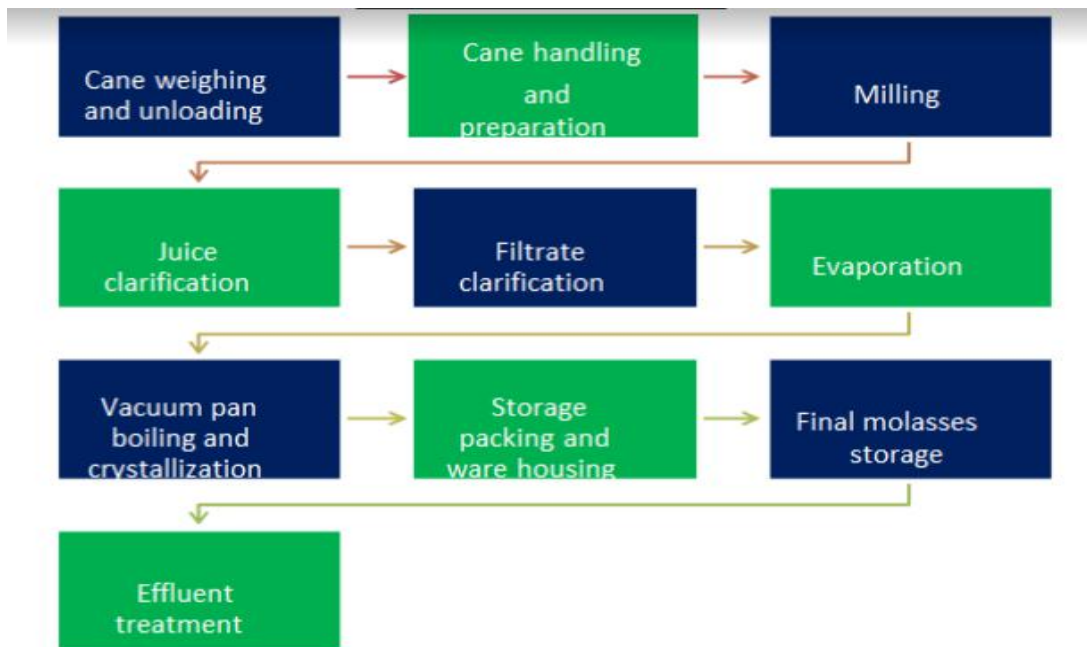 Cane weighing
and unloading
Cane handling
and
preparation
Milling
Juice
clarification
Filtrate
clarification
Evaporation
Vacuum pan
boiling and
crystallization
Storage
packing and
ware housing
Final molasses
storage
Effluent
treatment